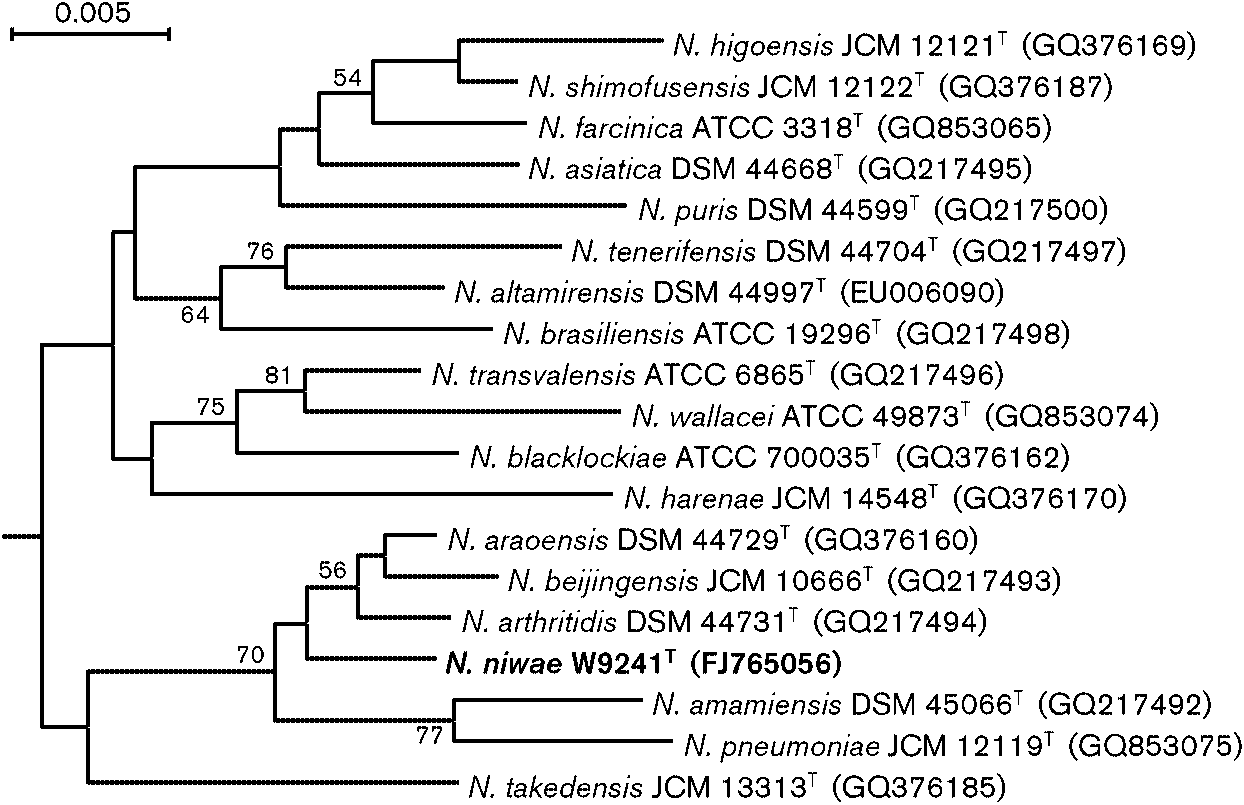 0.005
N. higoensis JCM 12121ᵀ (GQ376169)
54
N. shimofusensis JCM 12122ᵀ (GQ376187)
N. farcinica ATCC 3318ᵀ (GQ853065)
N. asiatica DSM 44668ᵀ (GQ217495)
N. puris DSM 44599ᵀ (GQ217500)
76
N. tenerifensis DSM 44704ᵀ (GQ217497)
N. altamirensis DSM 44997ᵀ (EU006090)
64
N. brasiliensis ATCC 19296ᵀ (GQ217498)
81
N. transvalensis ATCC 6865ᵀ (GQ217496)
75
N. wallacei ATCC 49873ᵀ (GQ853074)
N. blacklockiae ATCC 700035ᵀ (GQ376162)
N. harenae JCM 14548ᵀ (GQ376170)
N. araoensis DSM 44729ᵀ (GQ376160)
56
N. beijingensis JCM 10666ᵀ (GQ217493)
N. arthritidis DSM 44731ᵀ (GQ217494)
70
N. niwae W9241ᵀ (FJ765056)
N. amamiensis DSM 45066ᵀ (GQ217492)
77
N. pneumoniae JCM 12119ᵀ (GQ853075)
N. takedensis JCM 13313ᵀ (GQ376185)